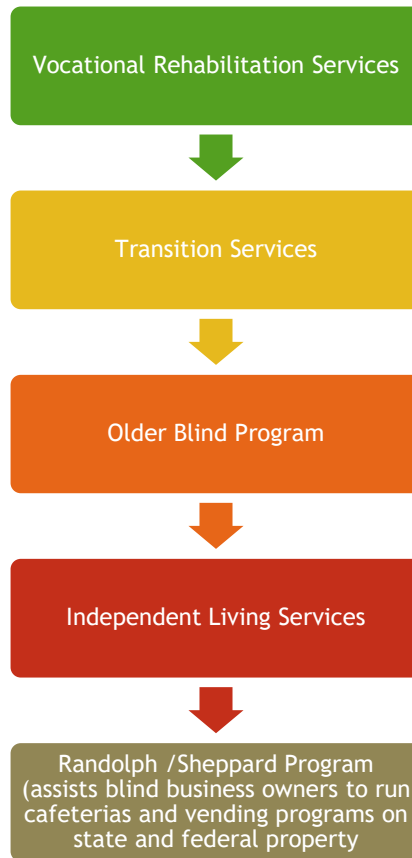 Vocational Rehabilitation Services
Transition Services
Older Blind Program
Independent Living Services
Randolph /Sheppard Program
(assists blind business owners to run
cafeterias and vending programs on
state and federal property